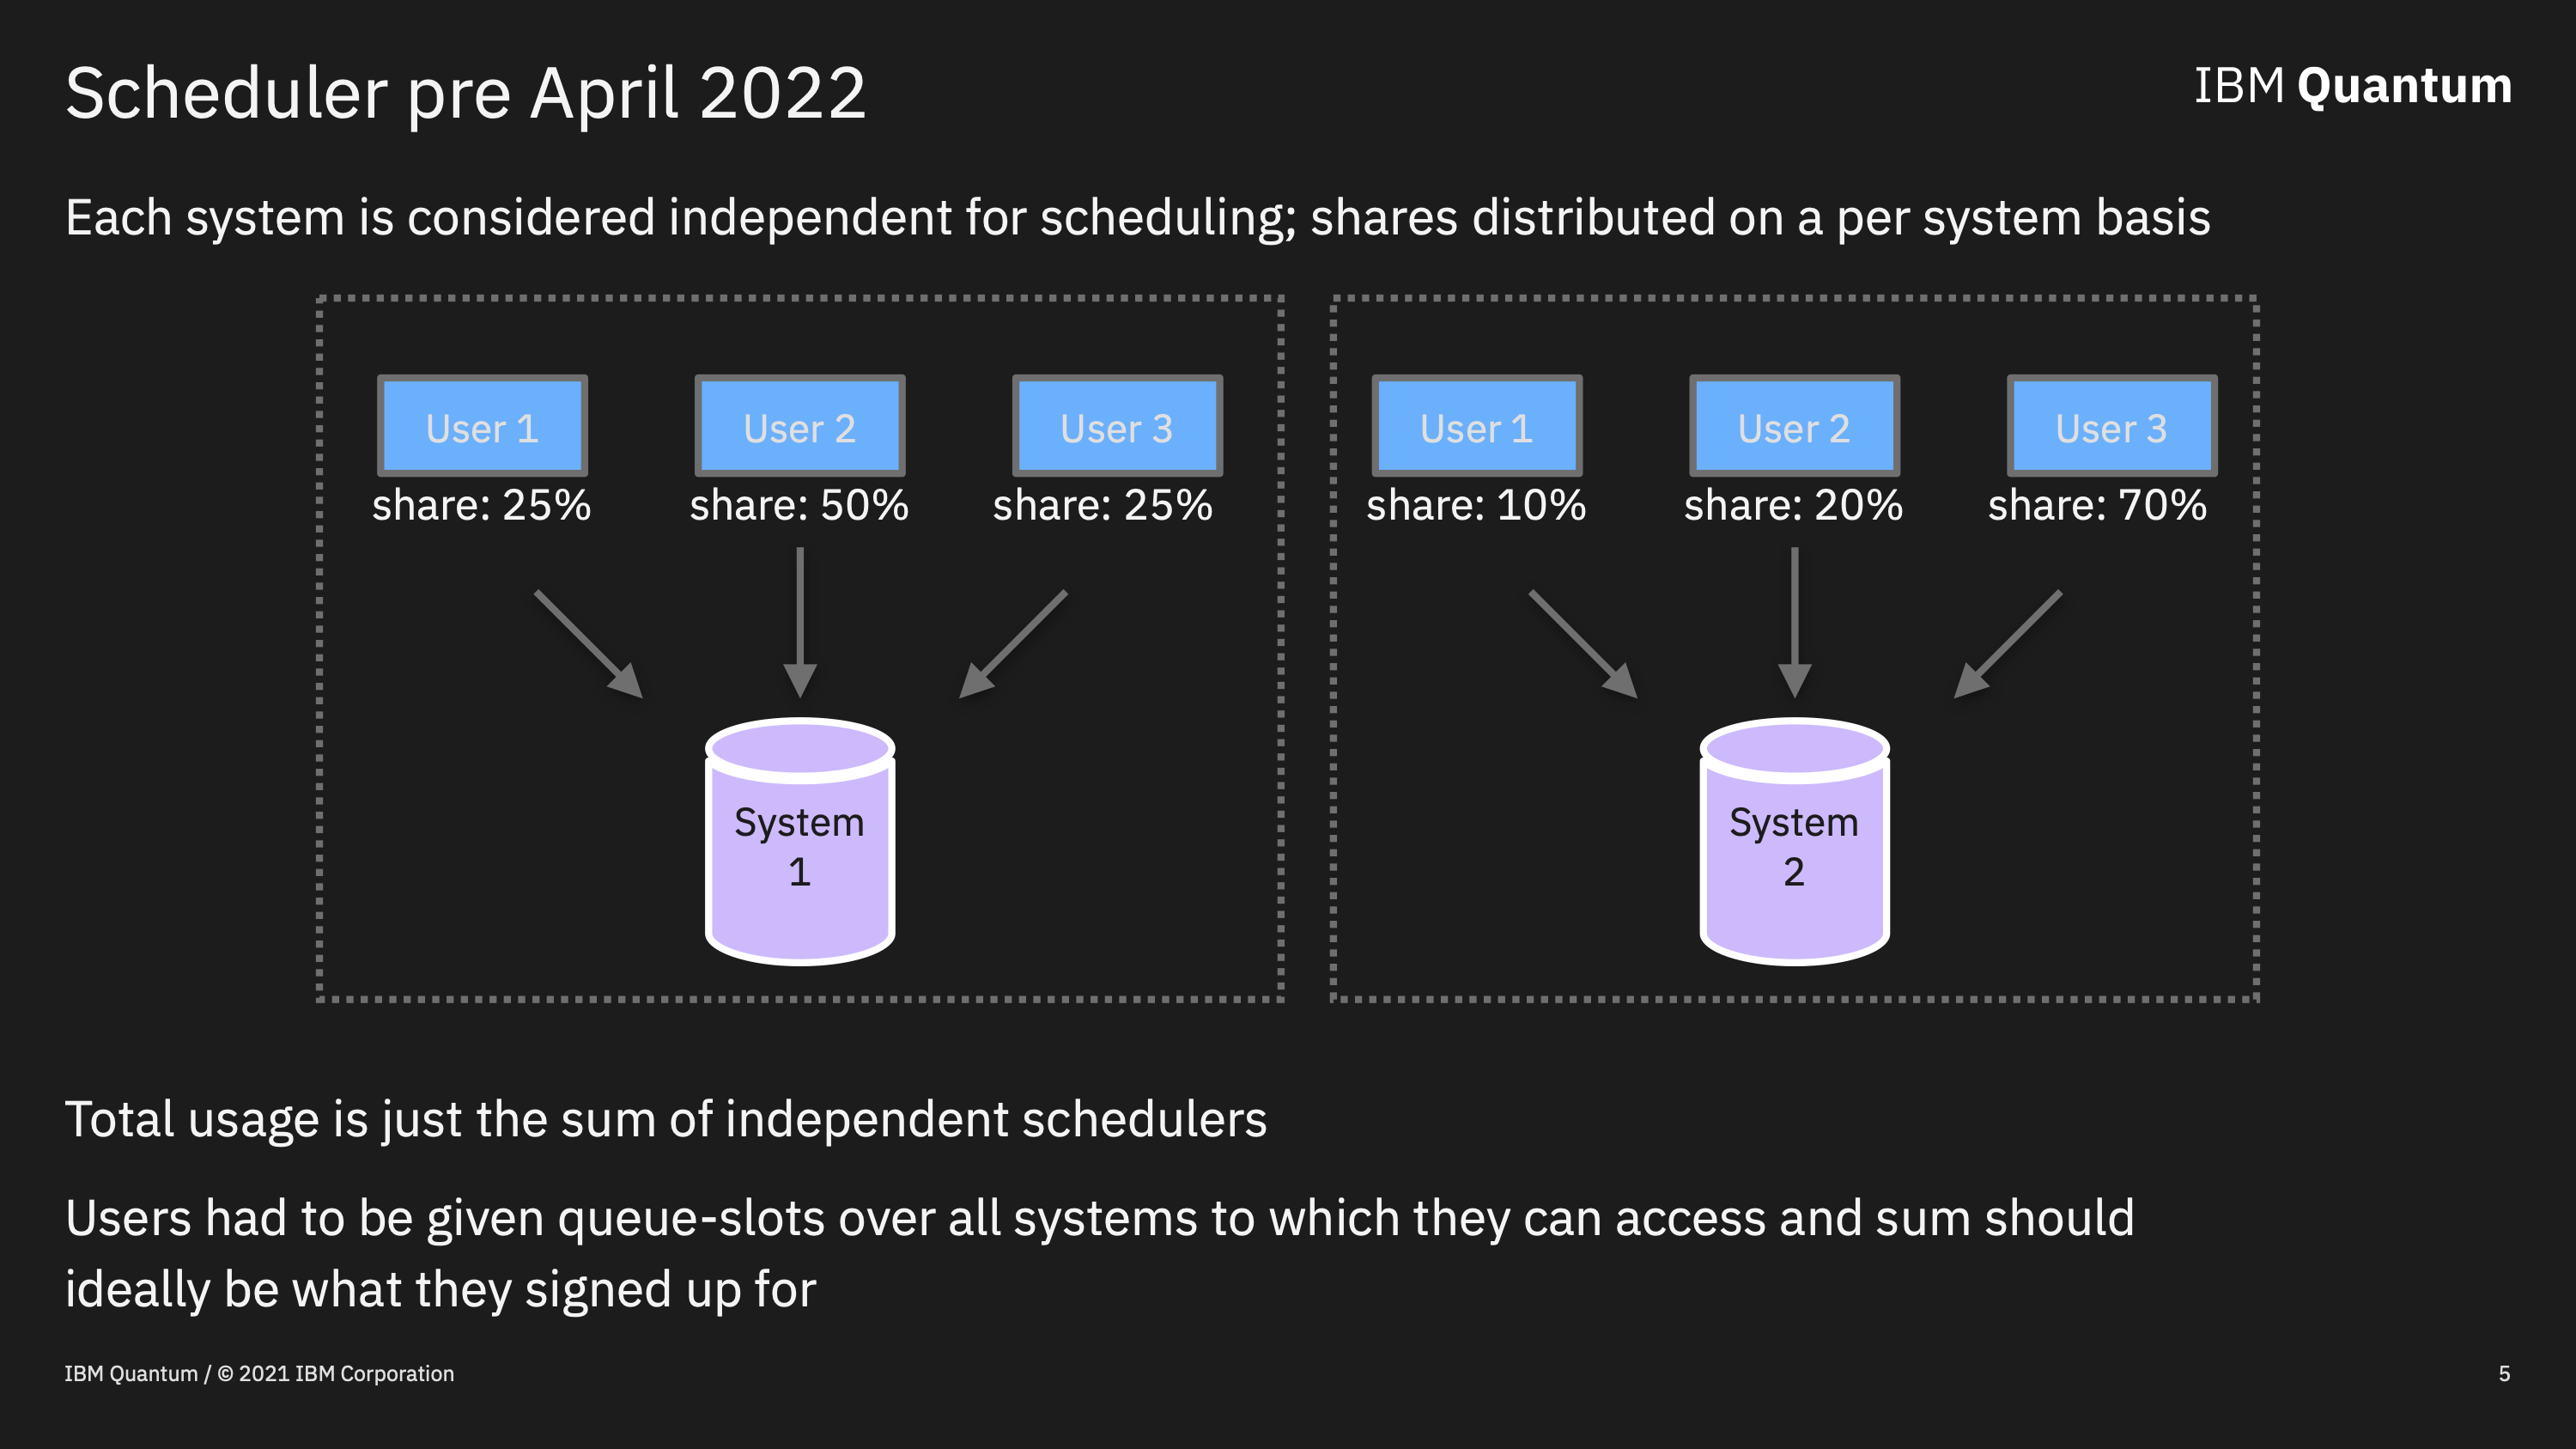 Scheduler pre April 2022
IBM Quantum
Each system is considered independent for scheduling; shares distributed on a per system basis
User 1
User 2
User 3
share: 25%
share: 50%
share: 25%
System
1
User 1
User 2
User 3
share: 10%
share: 20%
share: 70%
System
2
Total usage is just the sum of independent schedulers
Users had to be given queue-slots over all systems to which they can access and sum should
ideally be what they signed up for
IBM Quantum / © 2021 IBM Corporation
5